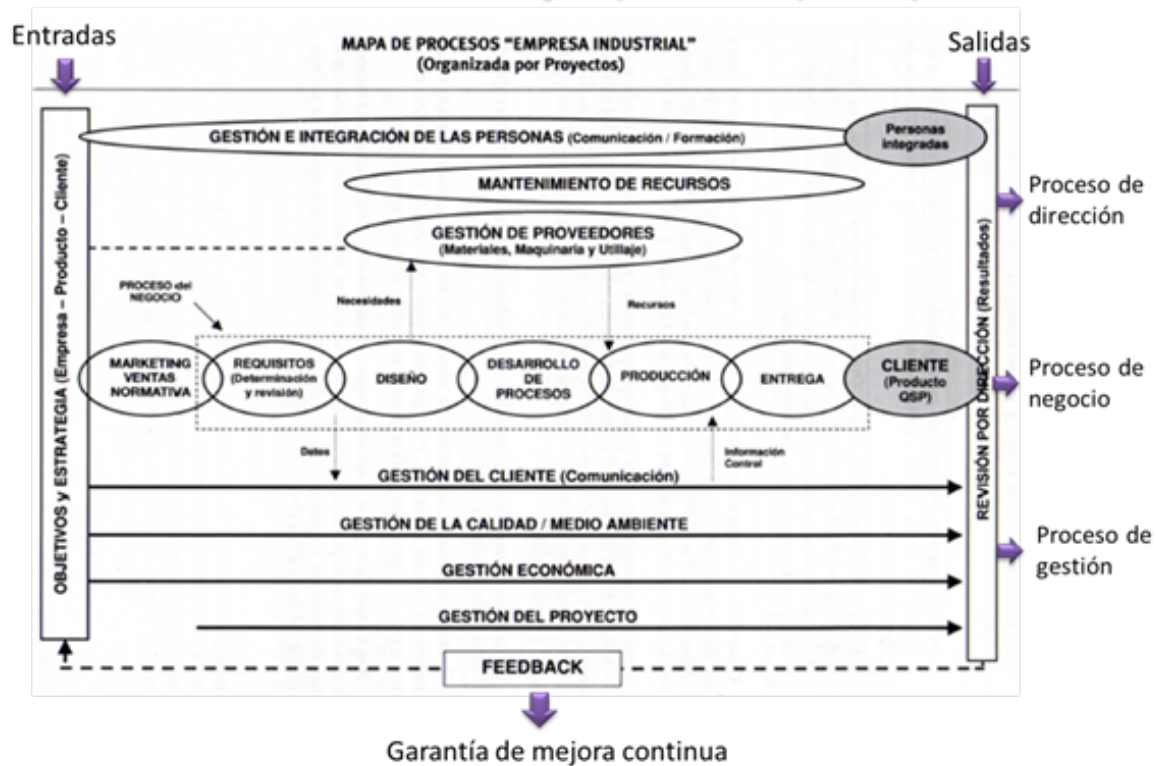 Entradas
MAPA DE PROCESOS "EMPRESA INDUSTRIAL"
(Organizada por Proyectos)
Salidas
OBJETIVOS y ESTRATEGIA (Empresa – Producto – Cliente)
GESTIÓN E INTEGRACIÓN DE LAS PERSONAS (Comunicación / Formación)
Personas
integradas
MANTENIMIENTO DE RECURSOS
GESTIÓN DE PROVEEDORES
(Materiales, Maquinaria y Utillaje)
PROCESO del
NEGOCIO
Necesidades
Recursos
MARKETING
VENTAS
NORMATIVA
REQUISITOS
(Determinación
y revisión)
DISEÑO
DESARROLLO
DE
PROCESOS
PRODUCCIÓN
ENTREGA
CLIENTE
(Producto
QSP)
Datos
Información
Control
GESTIÓN DEL CLIENTE (Comunicación)
GESTIÓN DE LA CALIDAD / MEDIO AMBIENTE
GESTIÓN ECONÓMICA
GESTIÓN DEL PROYECTO
REVISIÓN POR DIRECCIÓN (Resultados)
Proceso de
dirección
Proceso de
negocio
Proceso de
gestión
FEEDBACK
Garantía de mejora continua